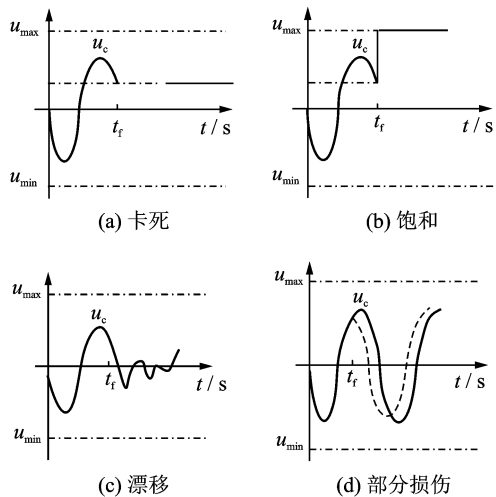 u_max
u_c
t_f
t / s
u_min
(a) 卡死
u_max
u_c
t_f
t / s
u_min
(b) 饱和
u_max
u_c
t_f
t / s
u_min
(c) 漂移
u_max
u_c
t_f
t / s
u_min
(d) 部分损伤